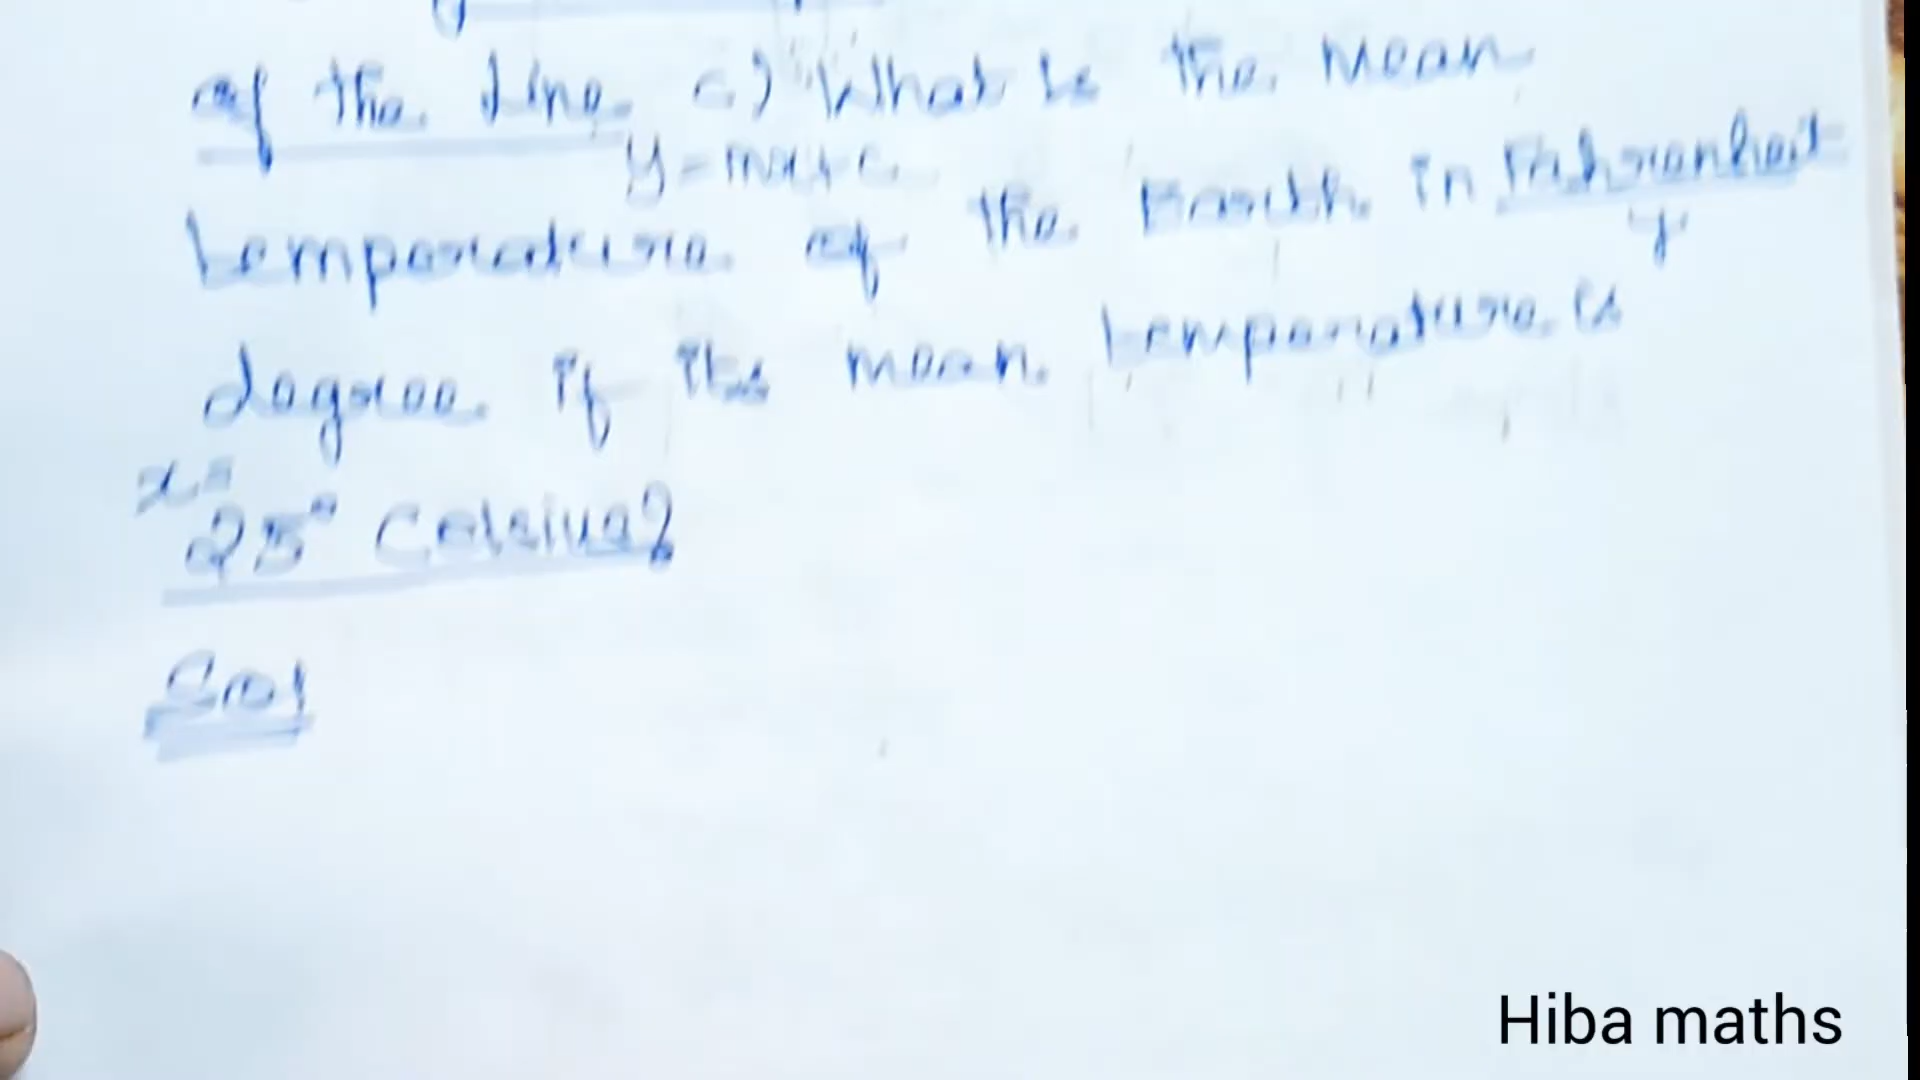 of the line c) What is the mean
y=mx+c
temperature of the Earth in Fahrenheit
y
degree if its mean temperature is
x=
25° Celsius?
Sol
Hiba maths